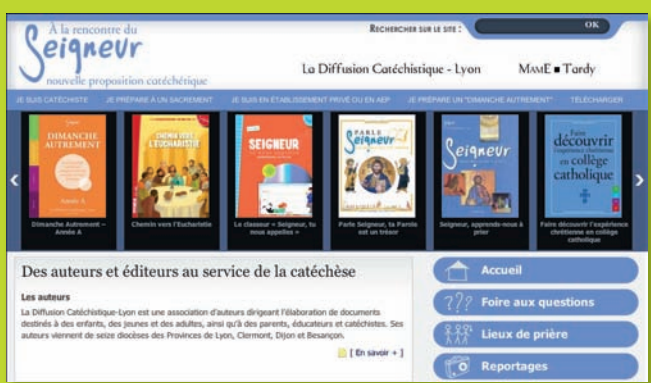 À la rencontre du
Seigneur
nouvelle proposition catéchétique
RECHERCHER SUR LE SITE :
OK
La Diffusion Catéchistique - Lyon
MAME ■ Tardy
JE SUIS CATÉCHISTE
JE PRÉPARE À UN SACREMENT
JE SUIS EN ÉTABLISSEMENT PRIVÉ OU EN AEP
JE PRÉPARE UN "DIMANCHE AUTREMENT"
TÉLÉCHARGER
DIMANCHE
AUTREMENT
Année A
CHEMIN VERS
L'EUCHARISTIE
SEIGNEUR
PARLE
Seigneur
Seigneur
Faire
découvrir
l'expérience chrétienne
en collège
catholique
Dimanche Autrement –
Année A
Chemin vers l'Eucharistie
Le classeur « Seigneur, tu
nous appelles »
Parle Seigneur, ta Parole
est un trésor
Seigneur, apprends-nous à
prier
Faire découvrir l'expérience
chrétienne en collège
catholique
Des auteurs et éditeurs au service de la catéchèse
Les auteurs
La Diffusion Catéchistique-Lyon est une association d'auteurs dirigeant l'élaboration de documents
destinés à des enfants, des jeunes et des adultes, ainsi qu'à des parents, éducateurs et catéchistes. Ses
auteurs viennent de seize diocèses des Provinces de Lyon, Clermont, Dijon et Besançon.
[ En savoir + ]
Accueil
??? Foire aux questions
Lieux de prière
Reportages